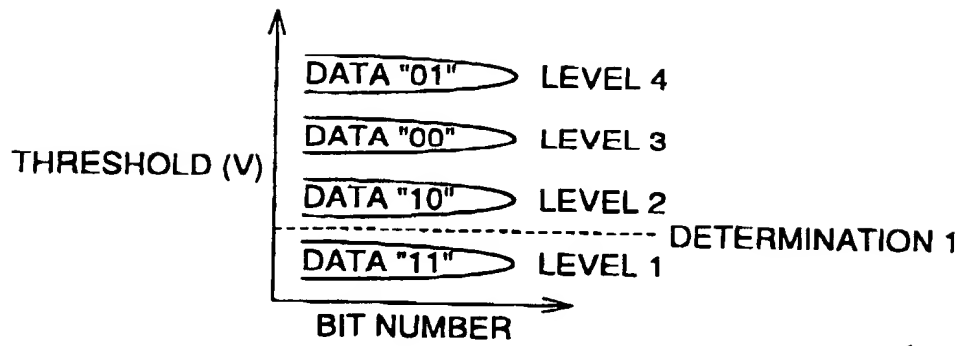 DATA "01" LEVEL 4
DATA "00" LEVEL 3
THRESHOLD (V)
DATA "10" LEVEL 2
DETERMINATION 1
DATA "11" LEVEL 1
BIT NUMBER